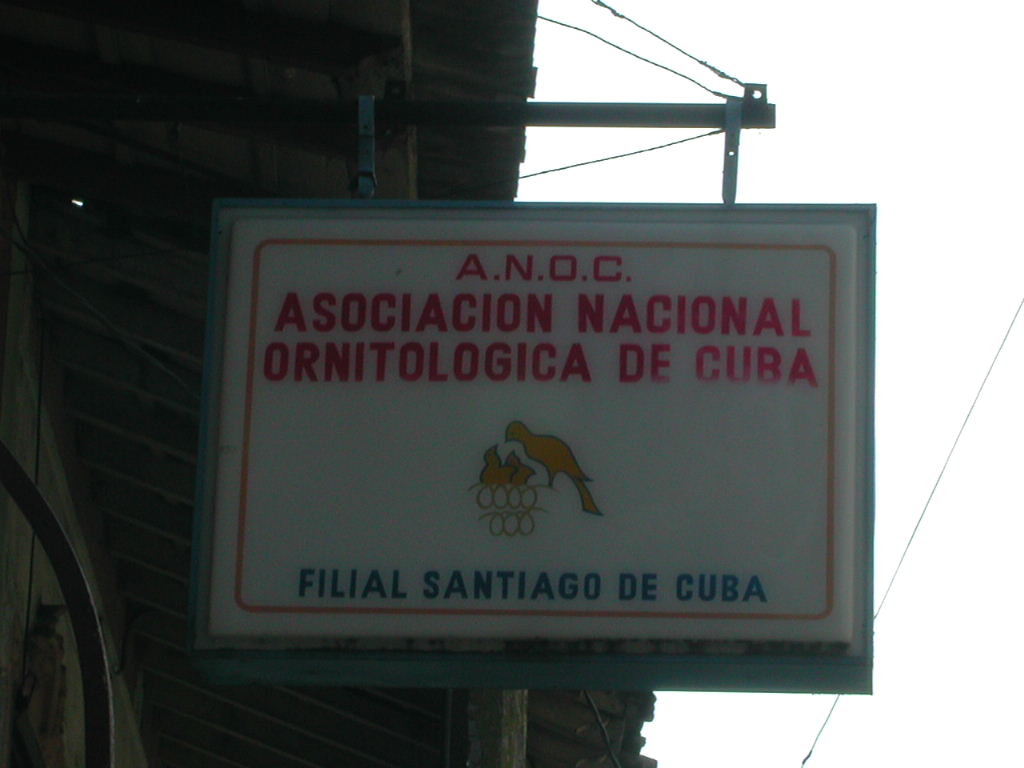 A.N.O.C.
ASOCIACION NACIONAL
ORNITOLOGICA DE CUBA
FILIAL SANTIAGO DE CUBA